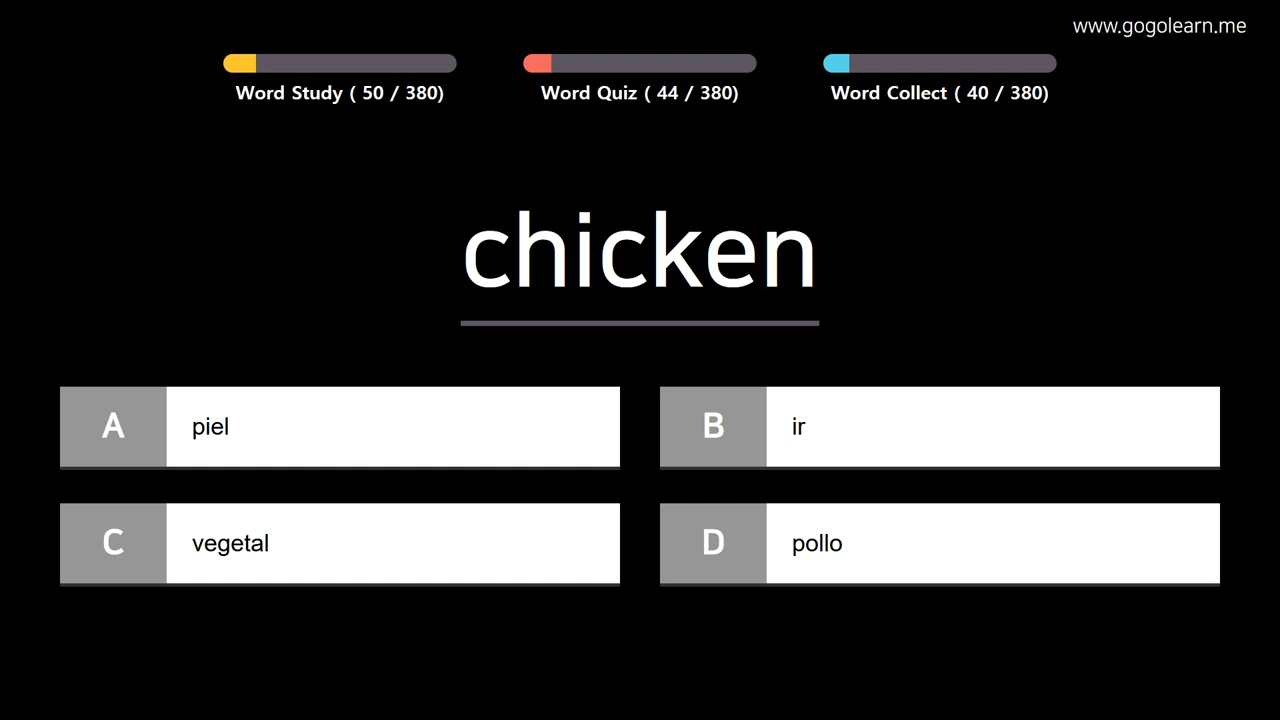 www.gogolearn.me
Word Study ( 50 / 380)
Word Quiz ( 44 / 380)
Word Collect ( 40 / 380)
chicken
A piel
B ir
C vegetal
D pollo